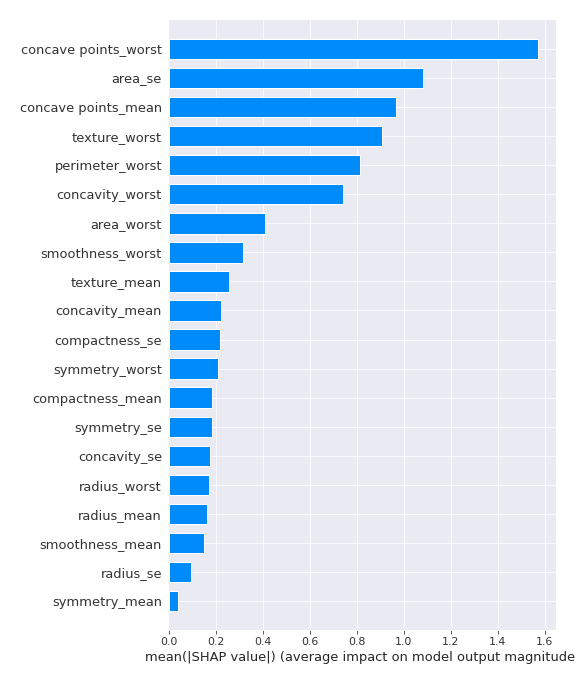 concave points_worst
area_se
concave points_mean
texture_worst
perimeter_worst
concavity_worst
area_worst
smoothness_worst
texture_mean
concavity_mean
compactness_se
symmetry_worst
compactness_mean
symmetry_se
concavity_se
radius_worst
radius_mean
smoothness_mean
radius_se
symmetry_mean
0.0 0.2 0.4 0.6 0.8 1.0 1.2 1.4 1.6
mean(|SHAP value|) (average impact on model output magnitude